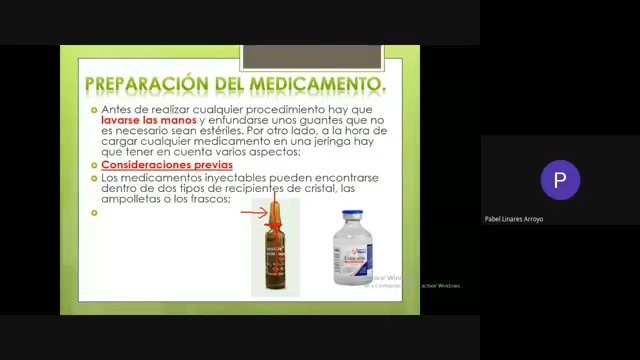 PREPARACIÓN DEL MEDICAMENTO.
Antes de realizar cualquier procedimiento hay que
lavarse las manos y enfundarse unos guantes que no
es necesario sean estériles. Por otro lado, a la hora de
cargar cualquier medicamento en una jeringa hay
que tener en cuenta varios aspectos:
Consideraciones previas
Los medicamentos inyectables pueden encontrarse
dentro de dos tipos de recipientes de cristal, las
ampolletas o los frascos;
P
Pabel Linares Arroyo
activar Windows.